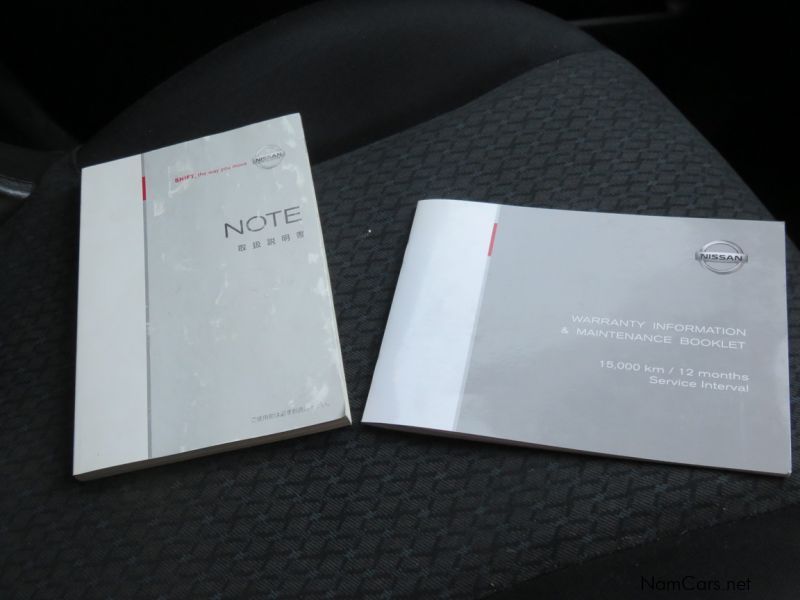 SHIFT_the way you move
NISSAN
NOTE
取扱説明書
NISSAN
WARRANTY INFORMATION
& MAINTENANCE BOOKLET
15,000 km / 12 months
Service Interval
NamCars.net